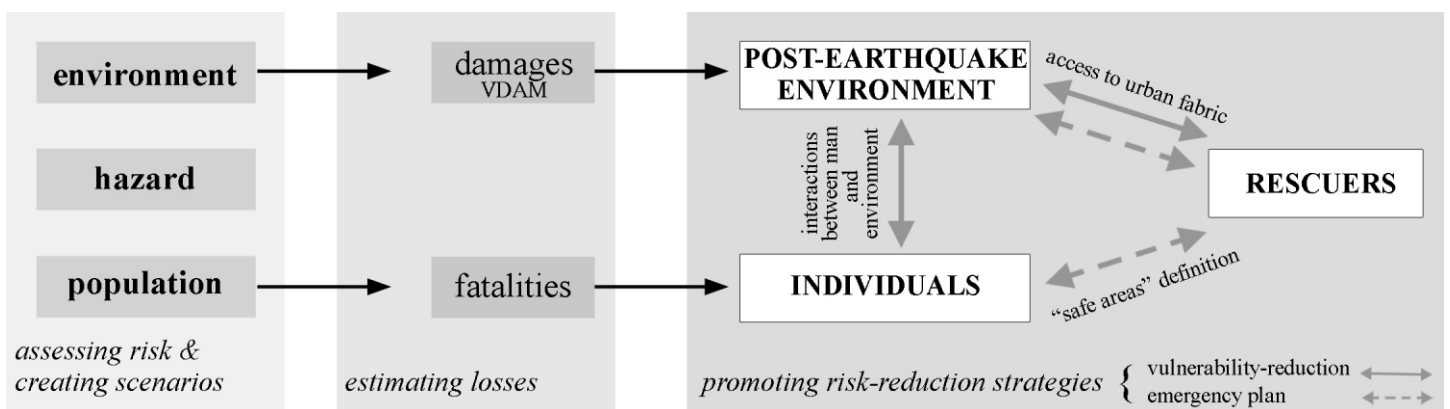 environment
hazard
population
assessing risk &
creating scenarios
damages
VDAM
fatalities
estimating losses
POST-EARTHQUAKE
ENVIRONMENT
access to urban fabric
interactions
between man
and
environment
RESCUERS
INDIVIDUALS
“safe areas” definition
promoting risk-reduction strategies {
vulnerability-reduction
emergency plan